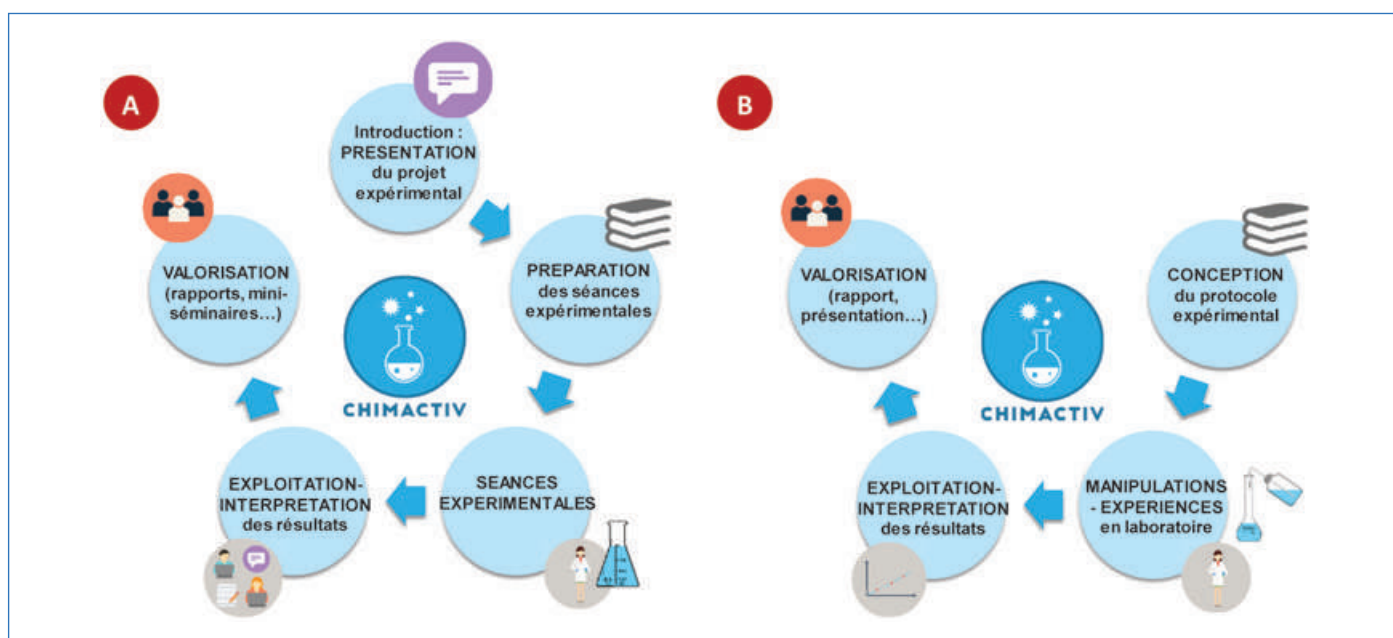 A
Introduction :
PRESENTATION
du projet
expérimental
PREPARATION
des séances
expérimentales
SEANCES
EXPERIMENTALES
EXPLOITATION-
INTERPRETATION
des résultats
VALORISATION
(rapports, mini-
séminaires...)
CHIMACTIV
B
CONCEPTION
du protocole
expérimental
MANIPULATIONS
- EXPERIENCES
en laboratoire
EXPLOITATION-
INTERPRETATION
des résultats
VALORISATION
(rapport,
présentation...)
CHIMACTIV